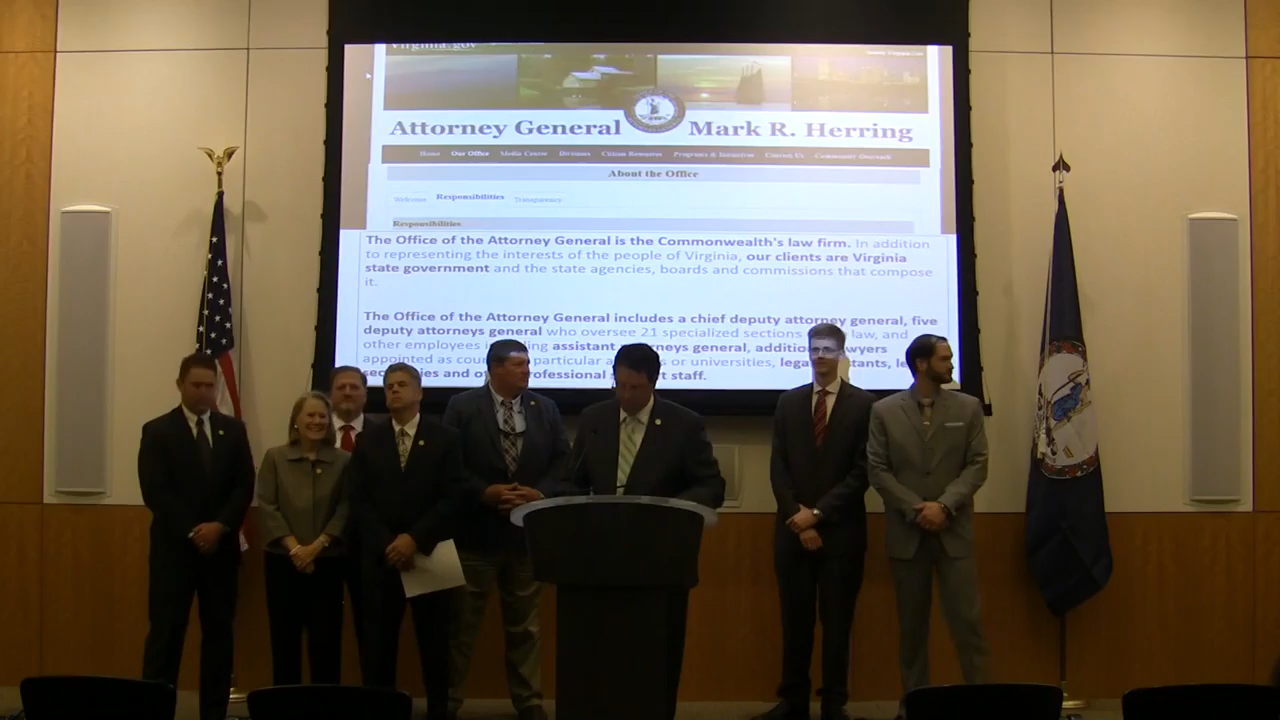 Virginia.gov
Attorney General Mark R. Herring
Home Our Office Media Center Divisions Citizen Resources Programs & Initiatives Contact Us Community Outreach
About the Office
Welcome Responsibilities Transparency
Responsibilities
The Office of the Attorney General is the Commonwealth's law firm. In addition
to representing the interests of the people of Virginia, our clients are Virginia
state government and the state agencies, boards and commissions that compose
it.
The Office of the Attorney General includes a chief deputy attorney general, five
deputy attorneys general who oversee 21 specialized sections law, and
other employees assistant general,
appointed as particular or universities,
and professional staff.